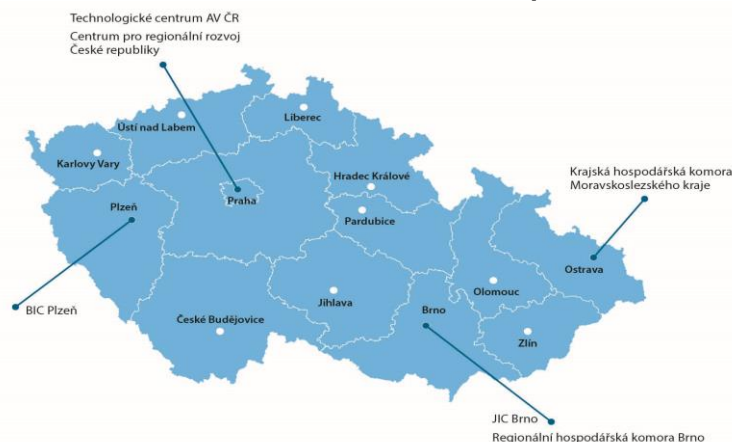 Technologické centrum AV ČR
Centrum pro regionální rozvoj
České republiky
Liberec
Ústí nad Labem
Karlovy Vary
Hradec Králové
Krajská hospodářská komora
Moravskoslezského kraje
Praha
Plzeň
Pardubice
Ostrava
Olomouc
Jihlava
BIC Plzeň
Brno
České Budějovice
Zlín
JIC Brno
Regionální hospodářská komora Brno